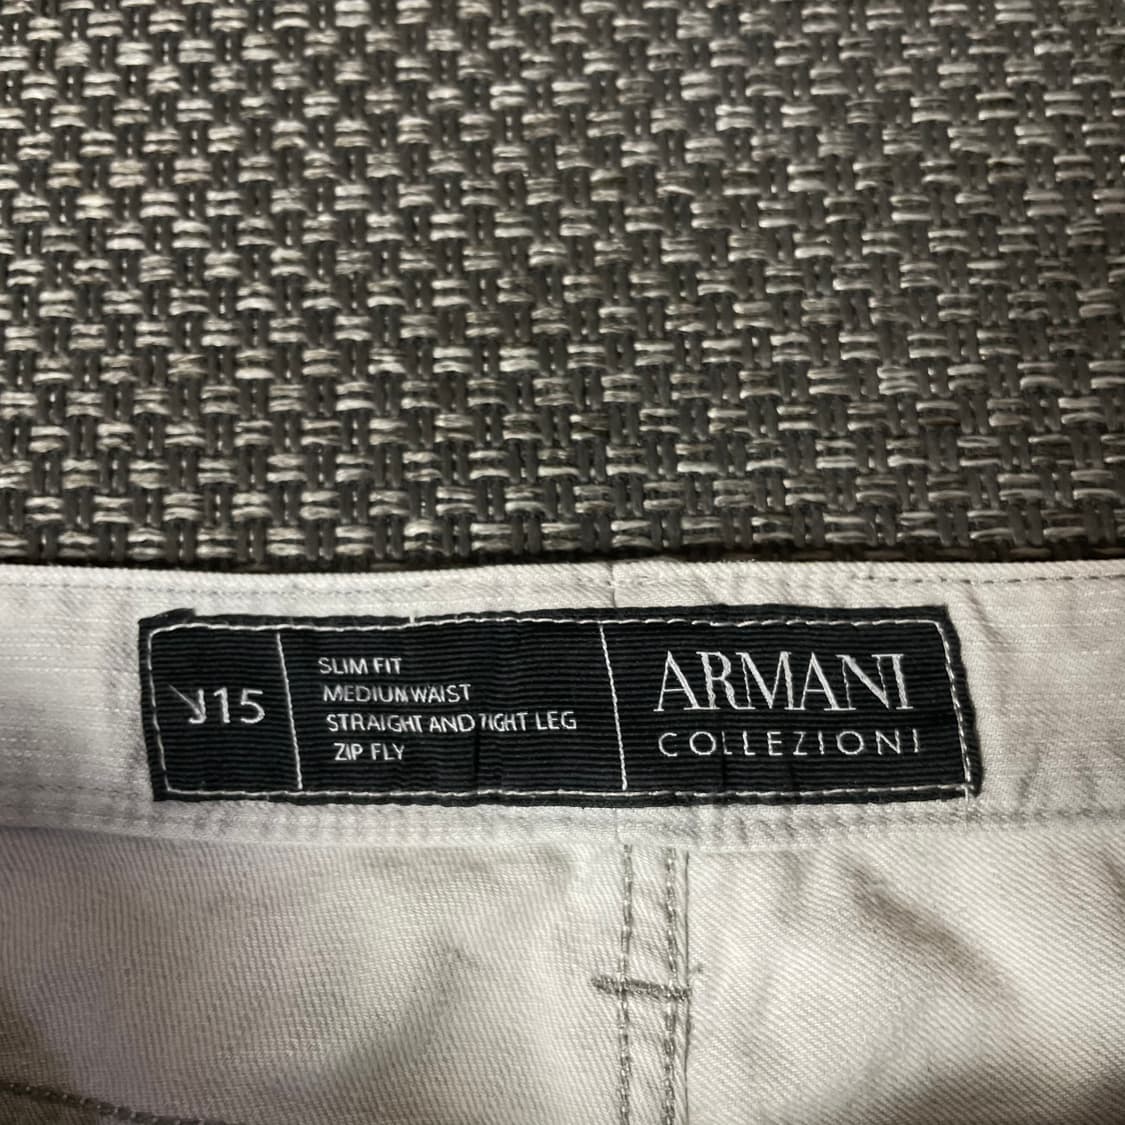 J15
SLIM FIT
MEDIUM WAIST
STRAIGHT AND TIGHT LEG
ZIP FLY
ARMANI
COLLEZIONI